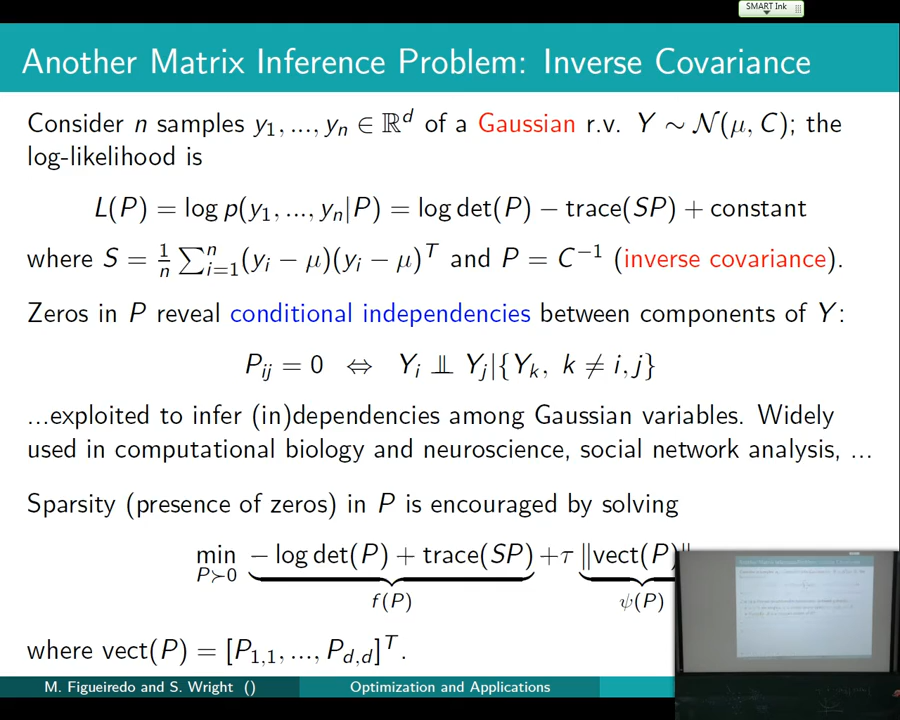 SMART Ink
Another Matrix Inference Problem: Inverse Covariance
Consider n samples y₁, ..., yₙ ∈ ℝᵈ of a Gaussian r.v. Y ∼ 𝒩(μ, C); the
log-likelihood is
L(P) = log p(y₁, ..., yₙ|P) = log det(P) − trace(SP) + constant
where S = 1/n ∑ᵢ₌₁ⁿ (yᵢ − μ)(yᵢ − μ)ᵀ and P = C⁻¹ (inverse covariance).
Zeros in P reveal conditional independencies between components of Y:
Pᵢⱼ = 0 ⇔ Yᵢ ⫫ Yⱼ|{Yₖ, k ≠ i, j}
...exploited to infer (in)dependencies among Gaussian variables. Widely
used in computational biology and neuroscience, social network analysis, ...
Sparsity (presence of zeros) in P is encouraged by solving
min P≻0 − log det(P) + trace(SP) +τ ‖vect(P)‖
f(P) ψ(P)
where vect(P) = [P₁,₁, ..., P_d,d]ᵀ.
M. Figueiredo and S. Wright () Optimization and Applications